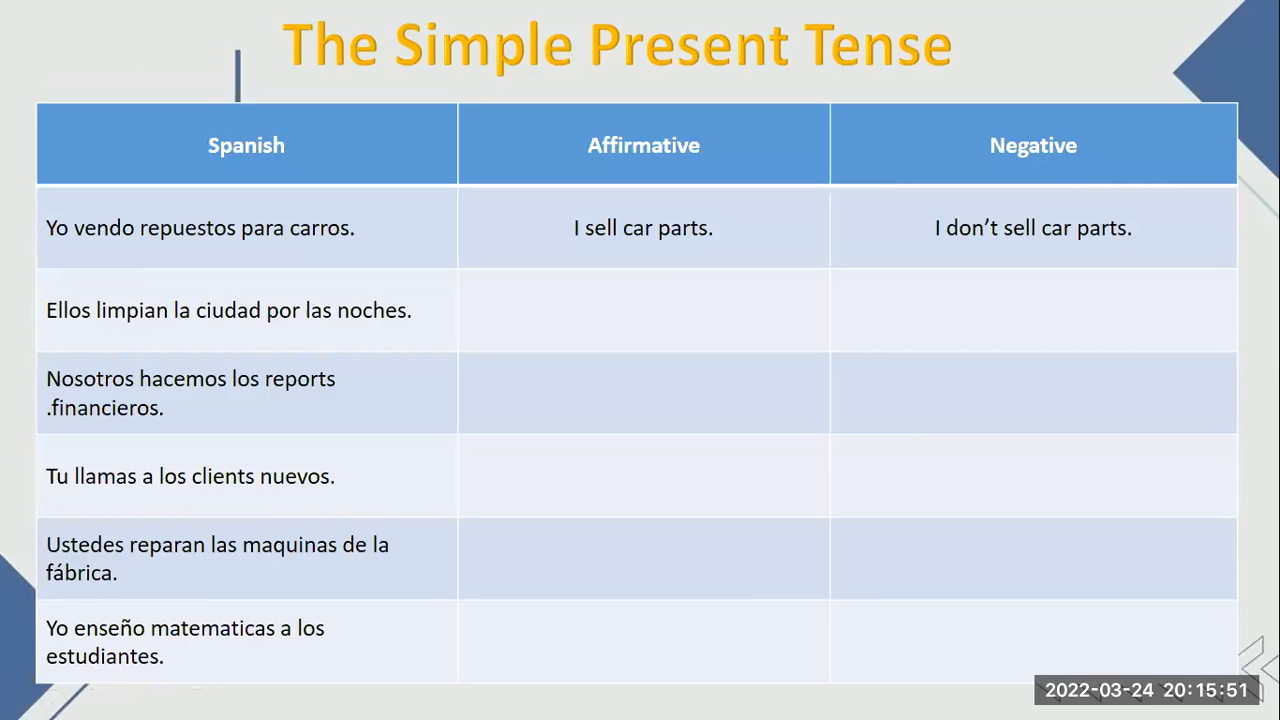 The Simple Present Tense
Spanish
Affirmative
Negative
Yo vendo repuestos para carros.
I sell car parts.
I don’t sell car parts.
Ellos limpian la ciudad por las noches.
Nosotros hacemos los reports
.financieros.
Tu llamas a los clients nuevos.
Ustedes reparan las maquinas de la
fábrica.
Yo enseño matematicas a los
estudiantes.
2022-03-24 20:15:51